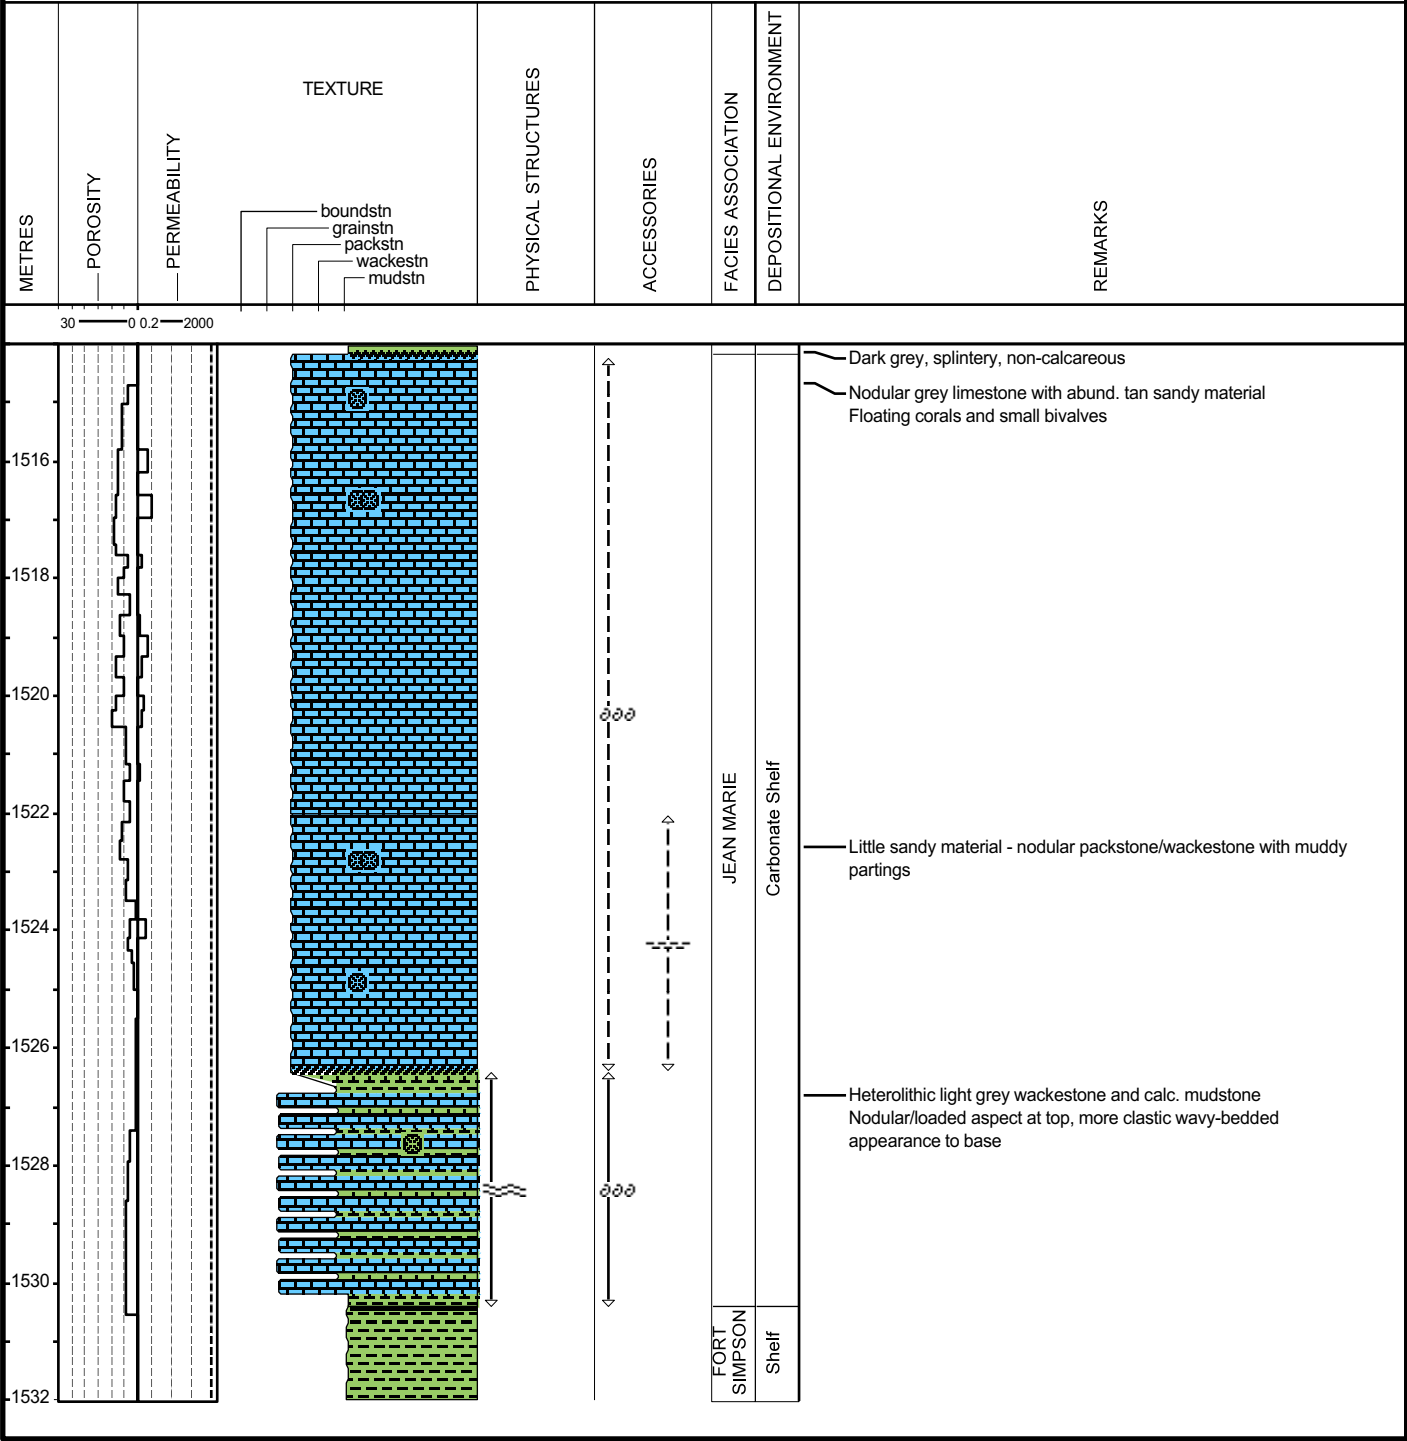 METRES
POROSITY
PERMEABILITY
TEXTURE
boundstn
grainstn
packstn
wackestn
mudstn
PHYSICAL STRUCTURES
ACCESSORIES
FACIES ASSOCIATION
DEPOSITIONAL ENVIRONMENT
REMARKS
30 0 0.2 2000
Dark grey, splintery, non-calcareous
Nodular grey limestone with abund. tan sandy material
Floating corals and small bivalves
1516
1518
1520
1522
1524
1526
1528
1530
1532
JEAN MARIE
Carbonate Shelf
Little sandy material - nodular packstone/wackestone with muddy
partings
Heterolithic light grey wackestone and calc. mudstone
Nodular/loaded aspect at top, more clastic wavy-bedded
appearance to base
FORT
SIMPSON
Shelf